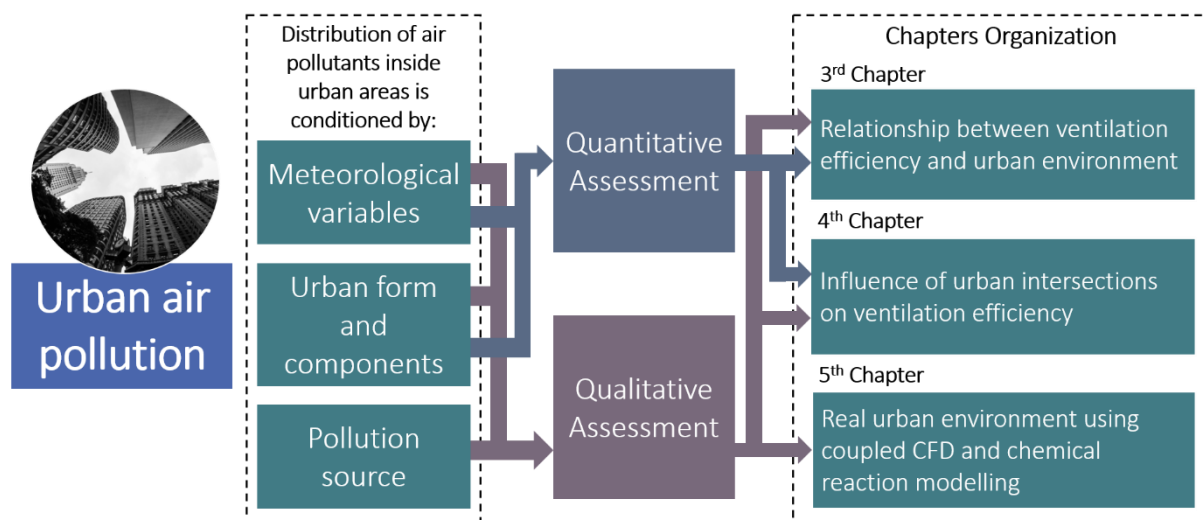 Urban air
pollution
Distribution of air
pollutants inside
urban areas is
conditioned by:
Meteorological
variables
Urban form
and
components
Pollution
source
Quantitative
Assessment
Qualitative
Assessment
Chapters Organization
3rd Chapter
Relationship between ventilation
efficiency and urban environment
4th Chapter
Influence of urban intersections
on ventilation efficiency
5th Chapter
Real urban environment using
coupled CFD and chemical
reaction modelling